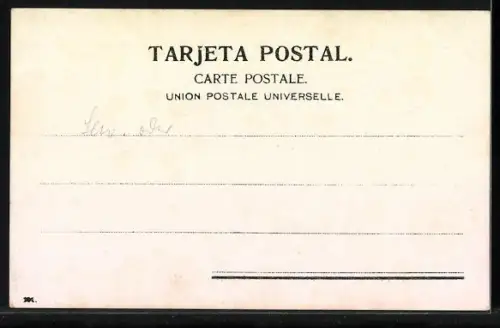 TARJETA POSTAL.
CARTE POSTALE.
UNION POSTALE UNIVERSELLE.